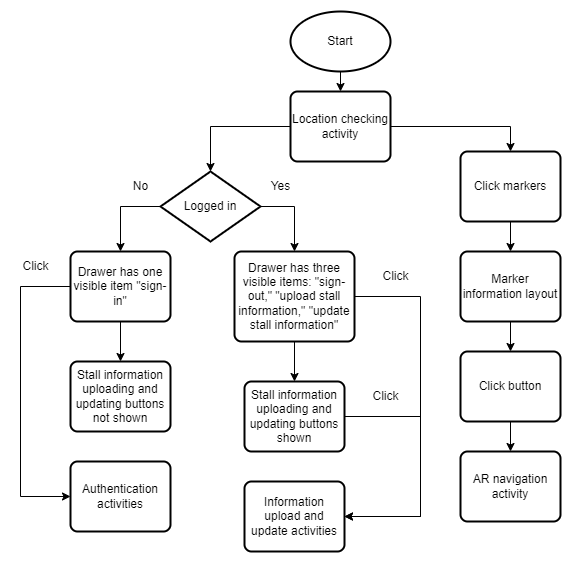 Start
Location checking
activity
No
Logged in
Yes
Click markers
Click
Drawer has one
visible item "sign-
in"
Drawer has three
visible items: "sign-
out," "upload stall
information," "update
stall information"
Click
Marker
information layout
Stall information
uploading and
updating buttons
not shown
Stall information
uploading and
updating buttons
shown
Click
Click button
Authentication
activities
Information
upload and
update activities
AR navigation
activity